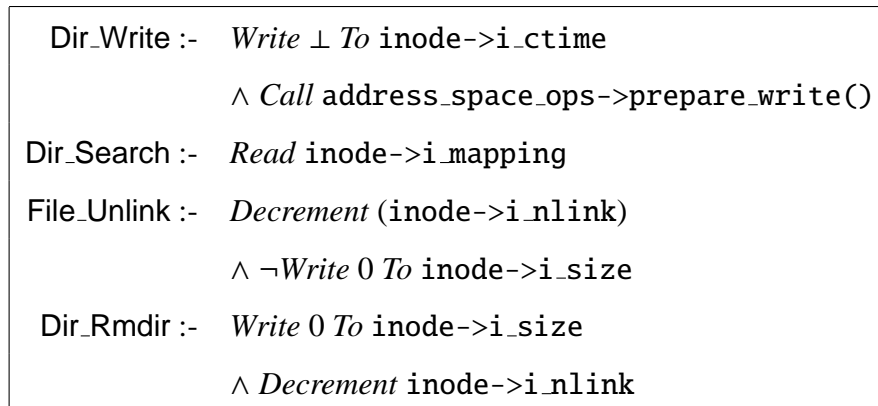 Dir_Write :- Write ⊥ To inode->i_ctime
∧ Call address_space_ops->prepare_write()
Dir_Search :- Read inode->i_mapping
File_Unlink :- Decrement (inode->i_nlink)
∧ ¬Write 0 To inode->i_size
Dir_Rmdir :- Write 0 To inode->i_size
∧ Decrement inode->i_nlink